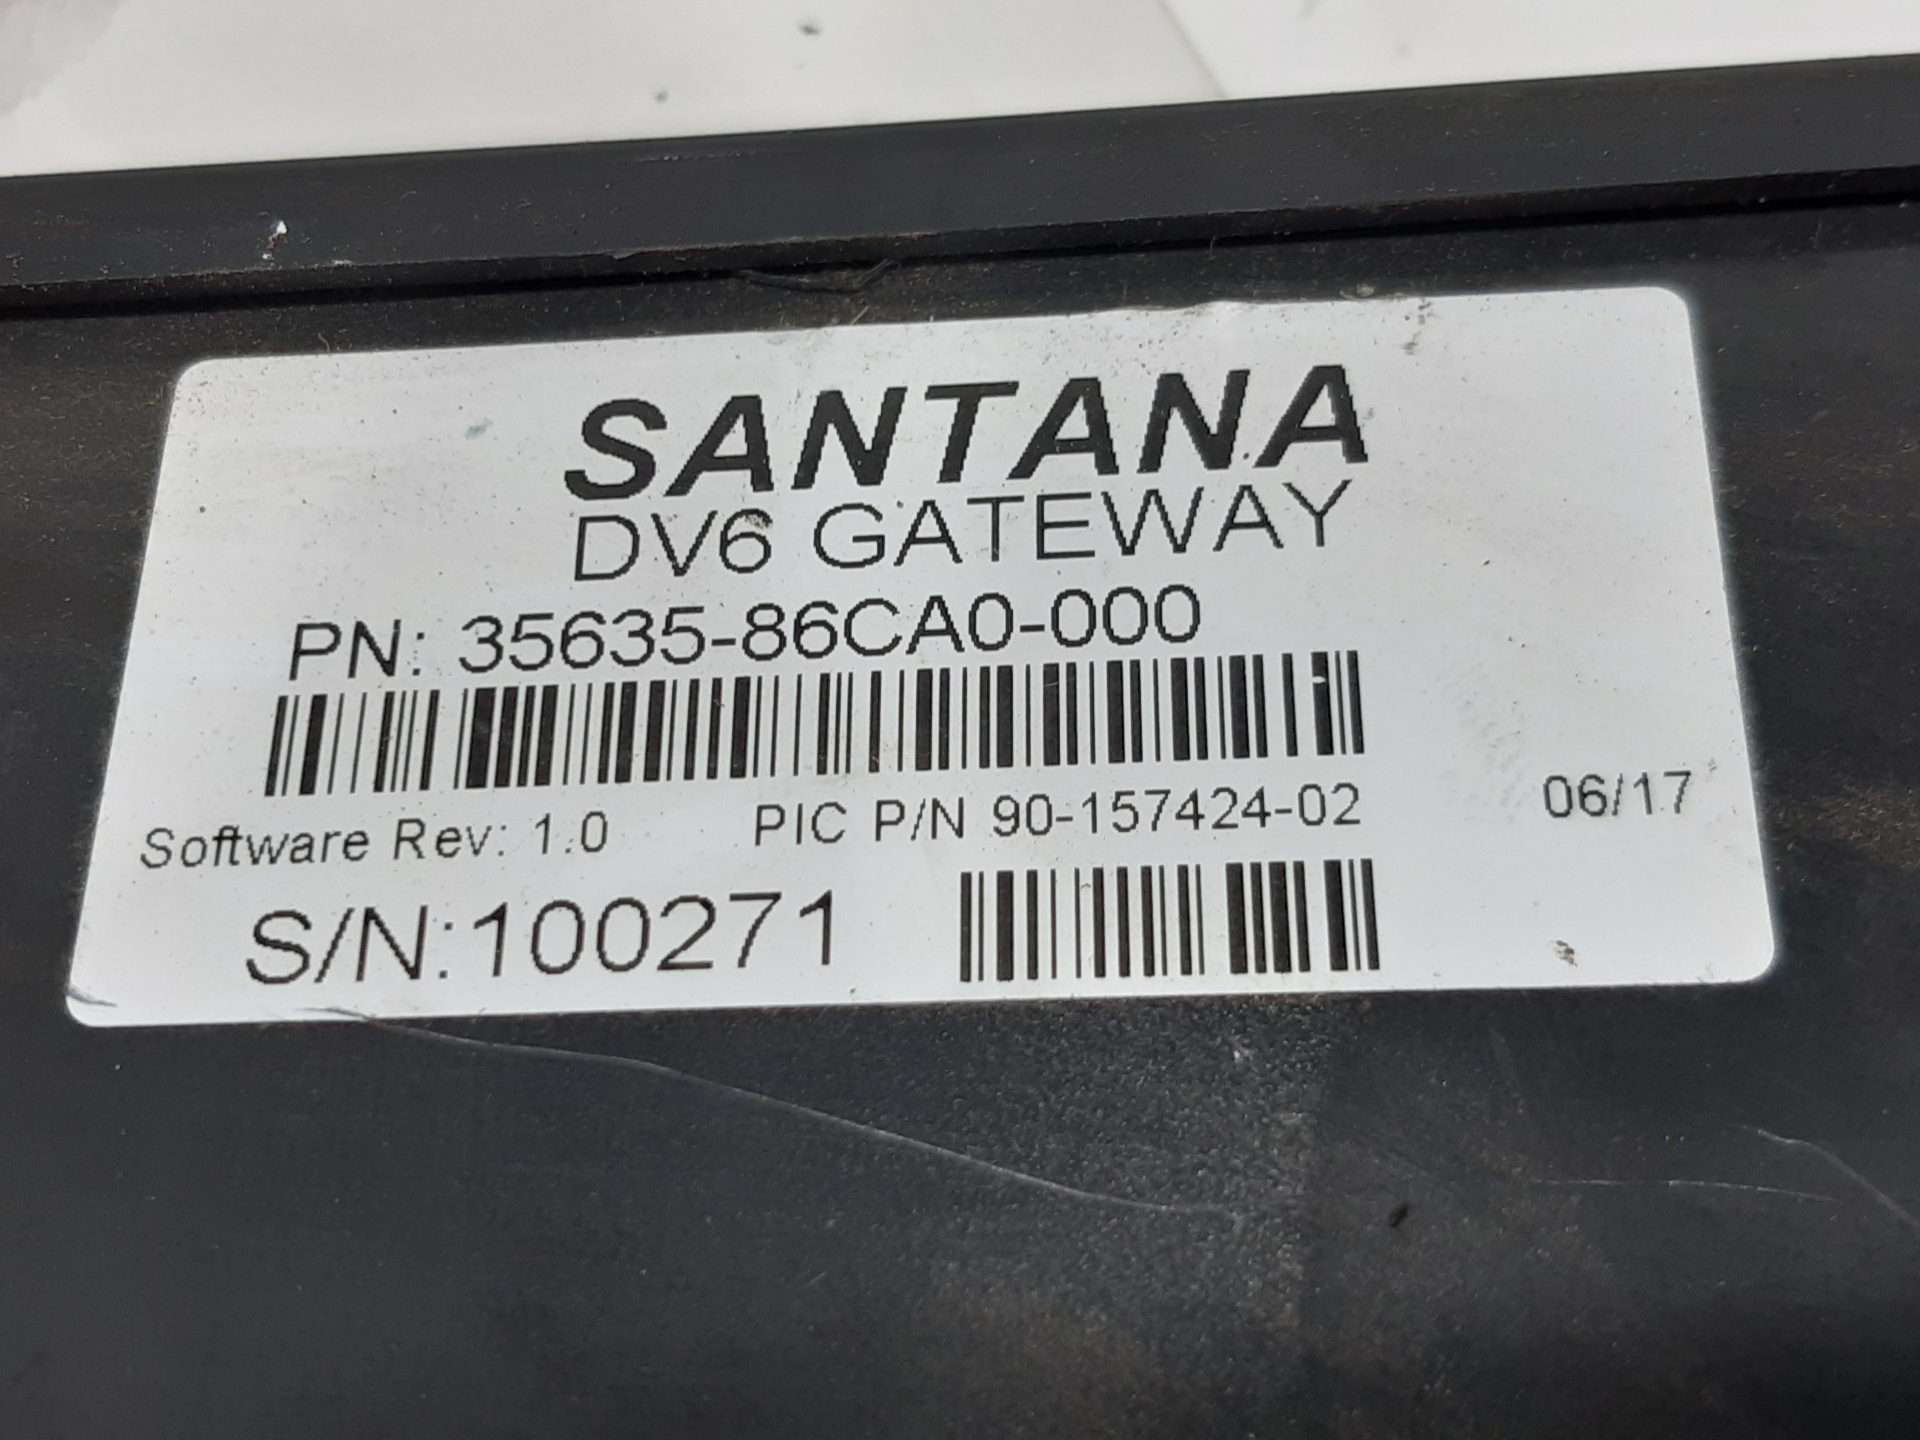 SANTANA
DV6 GATEWAY
PN: 35635-86CA0-000
Software Rev: 1.0 PIC P/N 90-157424-02 06/17
S/N:100271